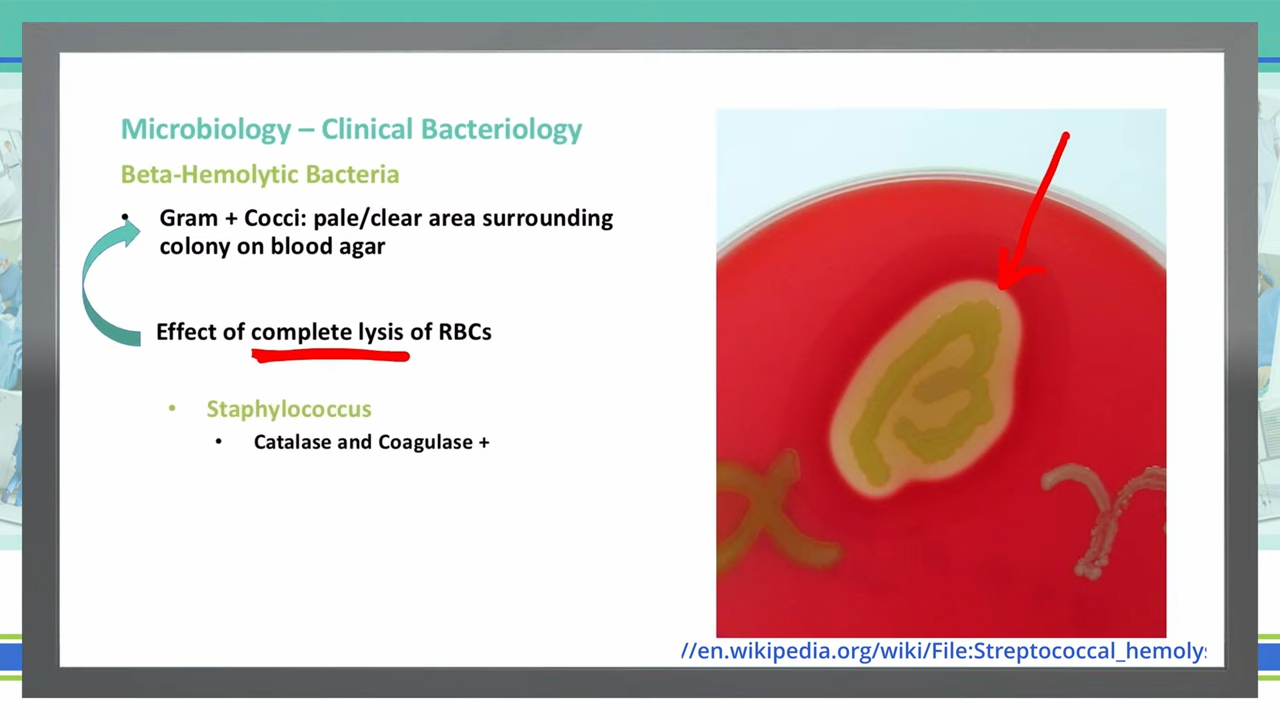 Microbiology – Clinical Bacteriology
Beta-Hemolytic Bacteria
• Gram + Cocci: pale/clear area surrounding
colony on blood agar
Effect of complete lysis of RBCs
• Staphylococcus
• Catalase and Coagulase +
β
α
γ
//en.wikipedia.org/wiki/File:Streptococcal_hemolys